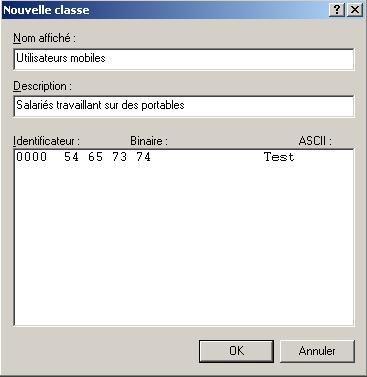 Nouvelle classe
Nom affiché :
Utilisateurs mobiles
Description :
Salariés travaillant sur des portables
Identificateur : Binaire : ASCII :
0000 54 65 73 74 Test
OK Annuler